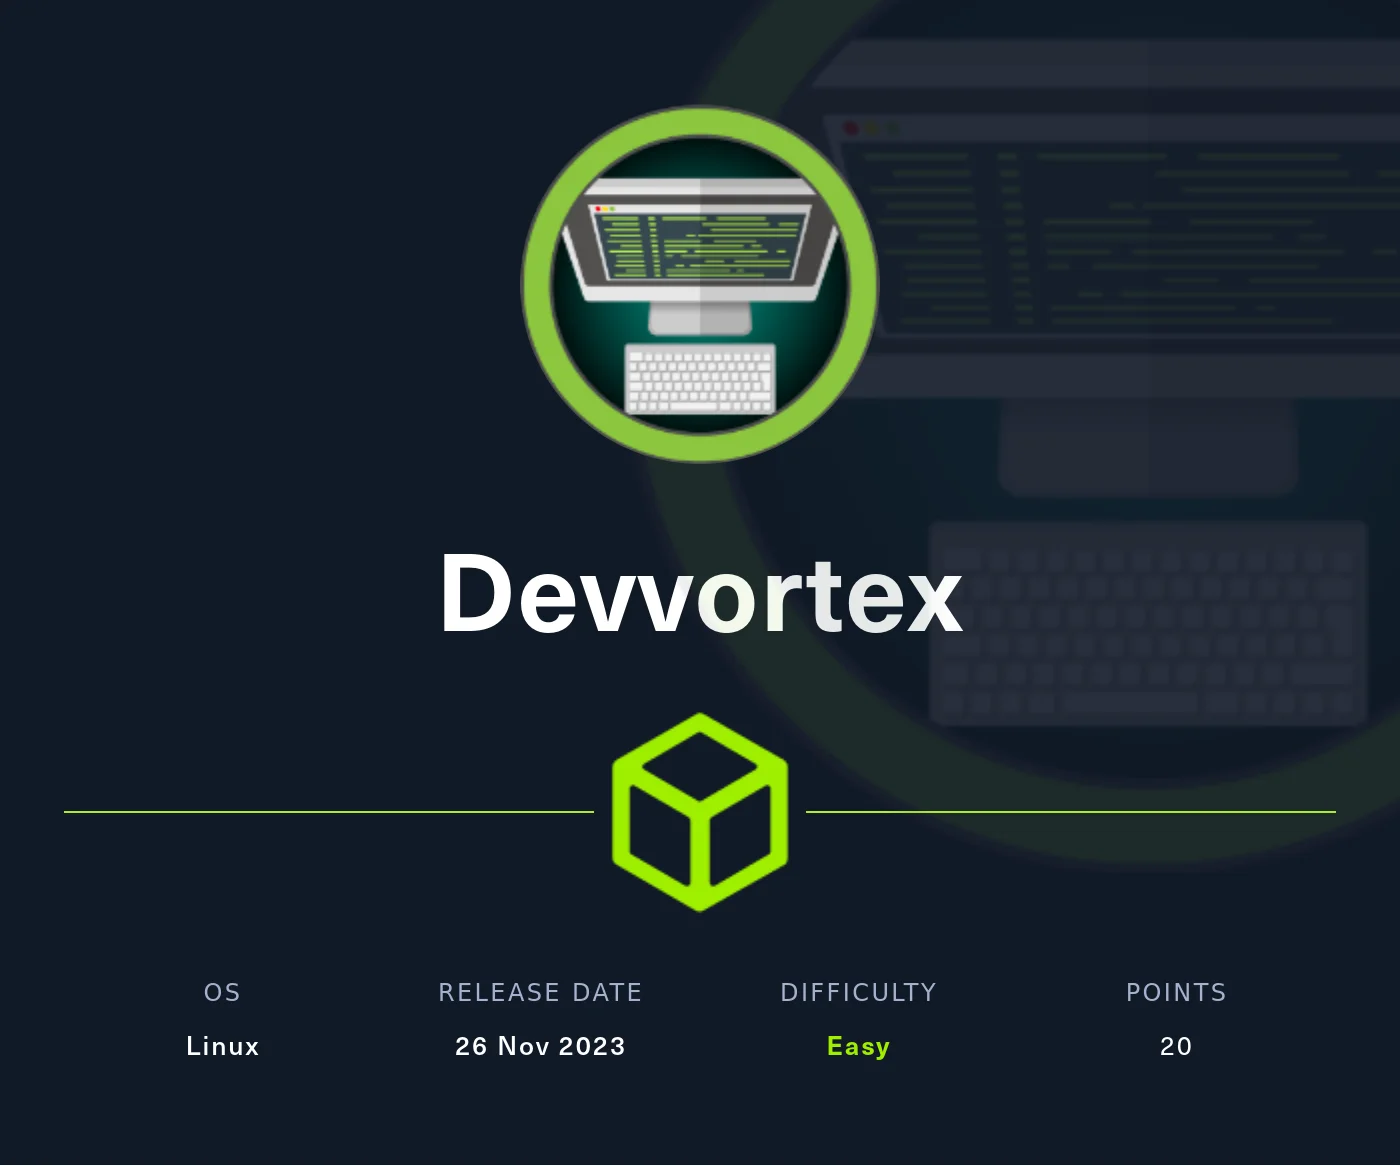 Devvortex
OS
RELEASE DATE
DIFFICULTY
POINTS
Linux
26 Nov 2023
Easy
20